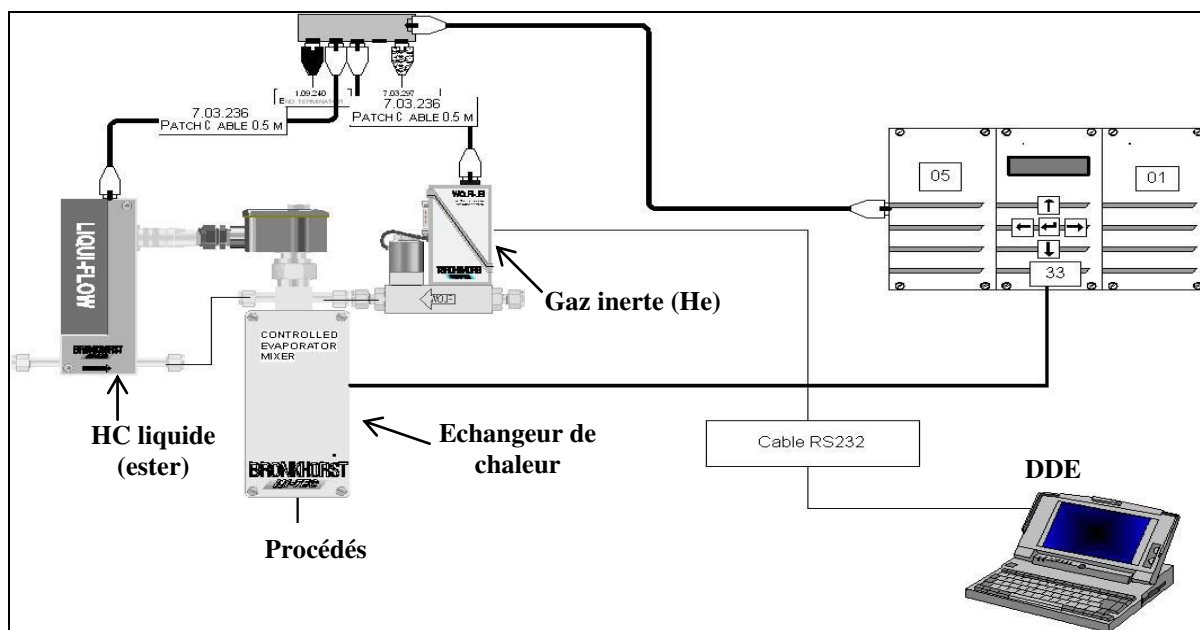 1.09.240
END TERMINATOR
7.03.297
7.03.236
PATCH CABLE 0.5 M
7.03.236
PATCH CABLE 0.5 M
05
01
33
LIQUI-FLOW
BRONKHORST
Gaz inerte (He)
CONTROLLED
EVAPORATOR
MIXER
BRONKHORST
HI-TEC
HC liquide
(ester)
Echangeur de
chaleur
Cable RS232
DDE
Procédés